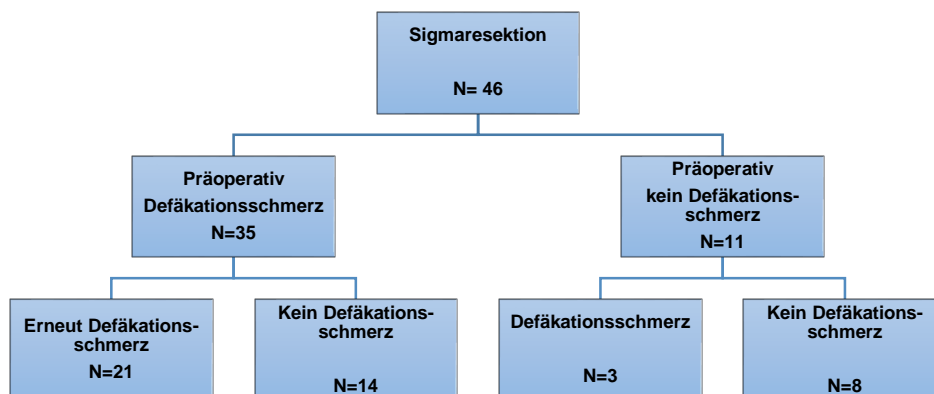 Sigmaresektion
N= 46
Präoperativ
Defäkationsschmerz
N=35
Präoperativ
kein Defäkations-
schmerz
N=11
Erneut Defäkations-
schmerz
N=21
Kein Defäkations-
schmerz
N=14
Defäkationsschmerz
N=3
Kein Defäkations-
schmerz
N=8